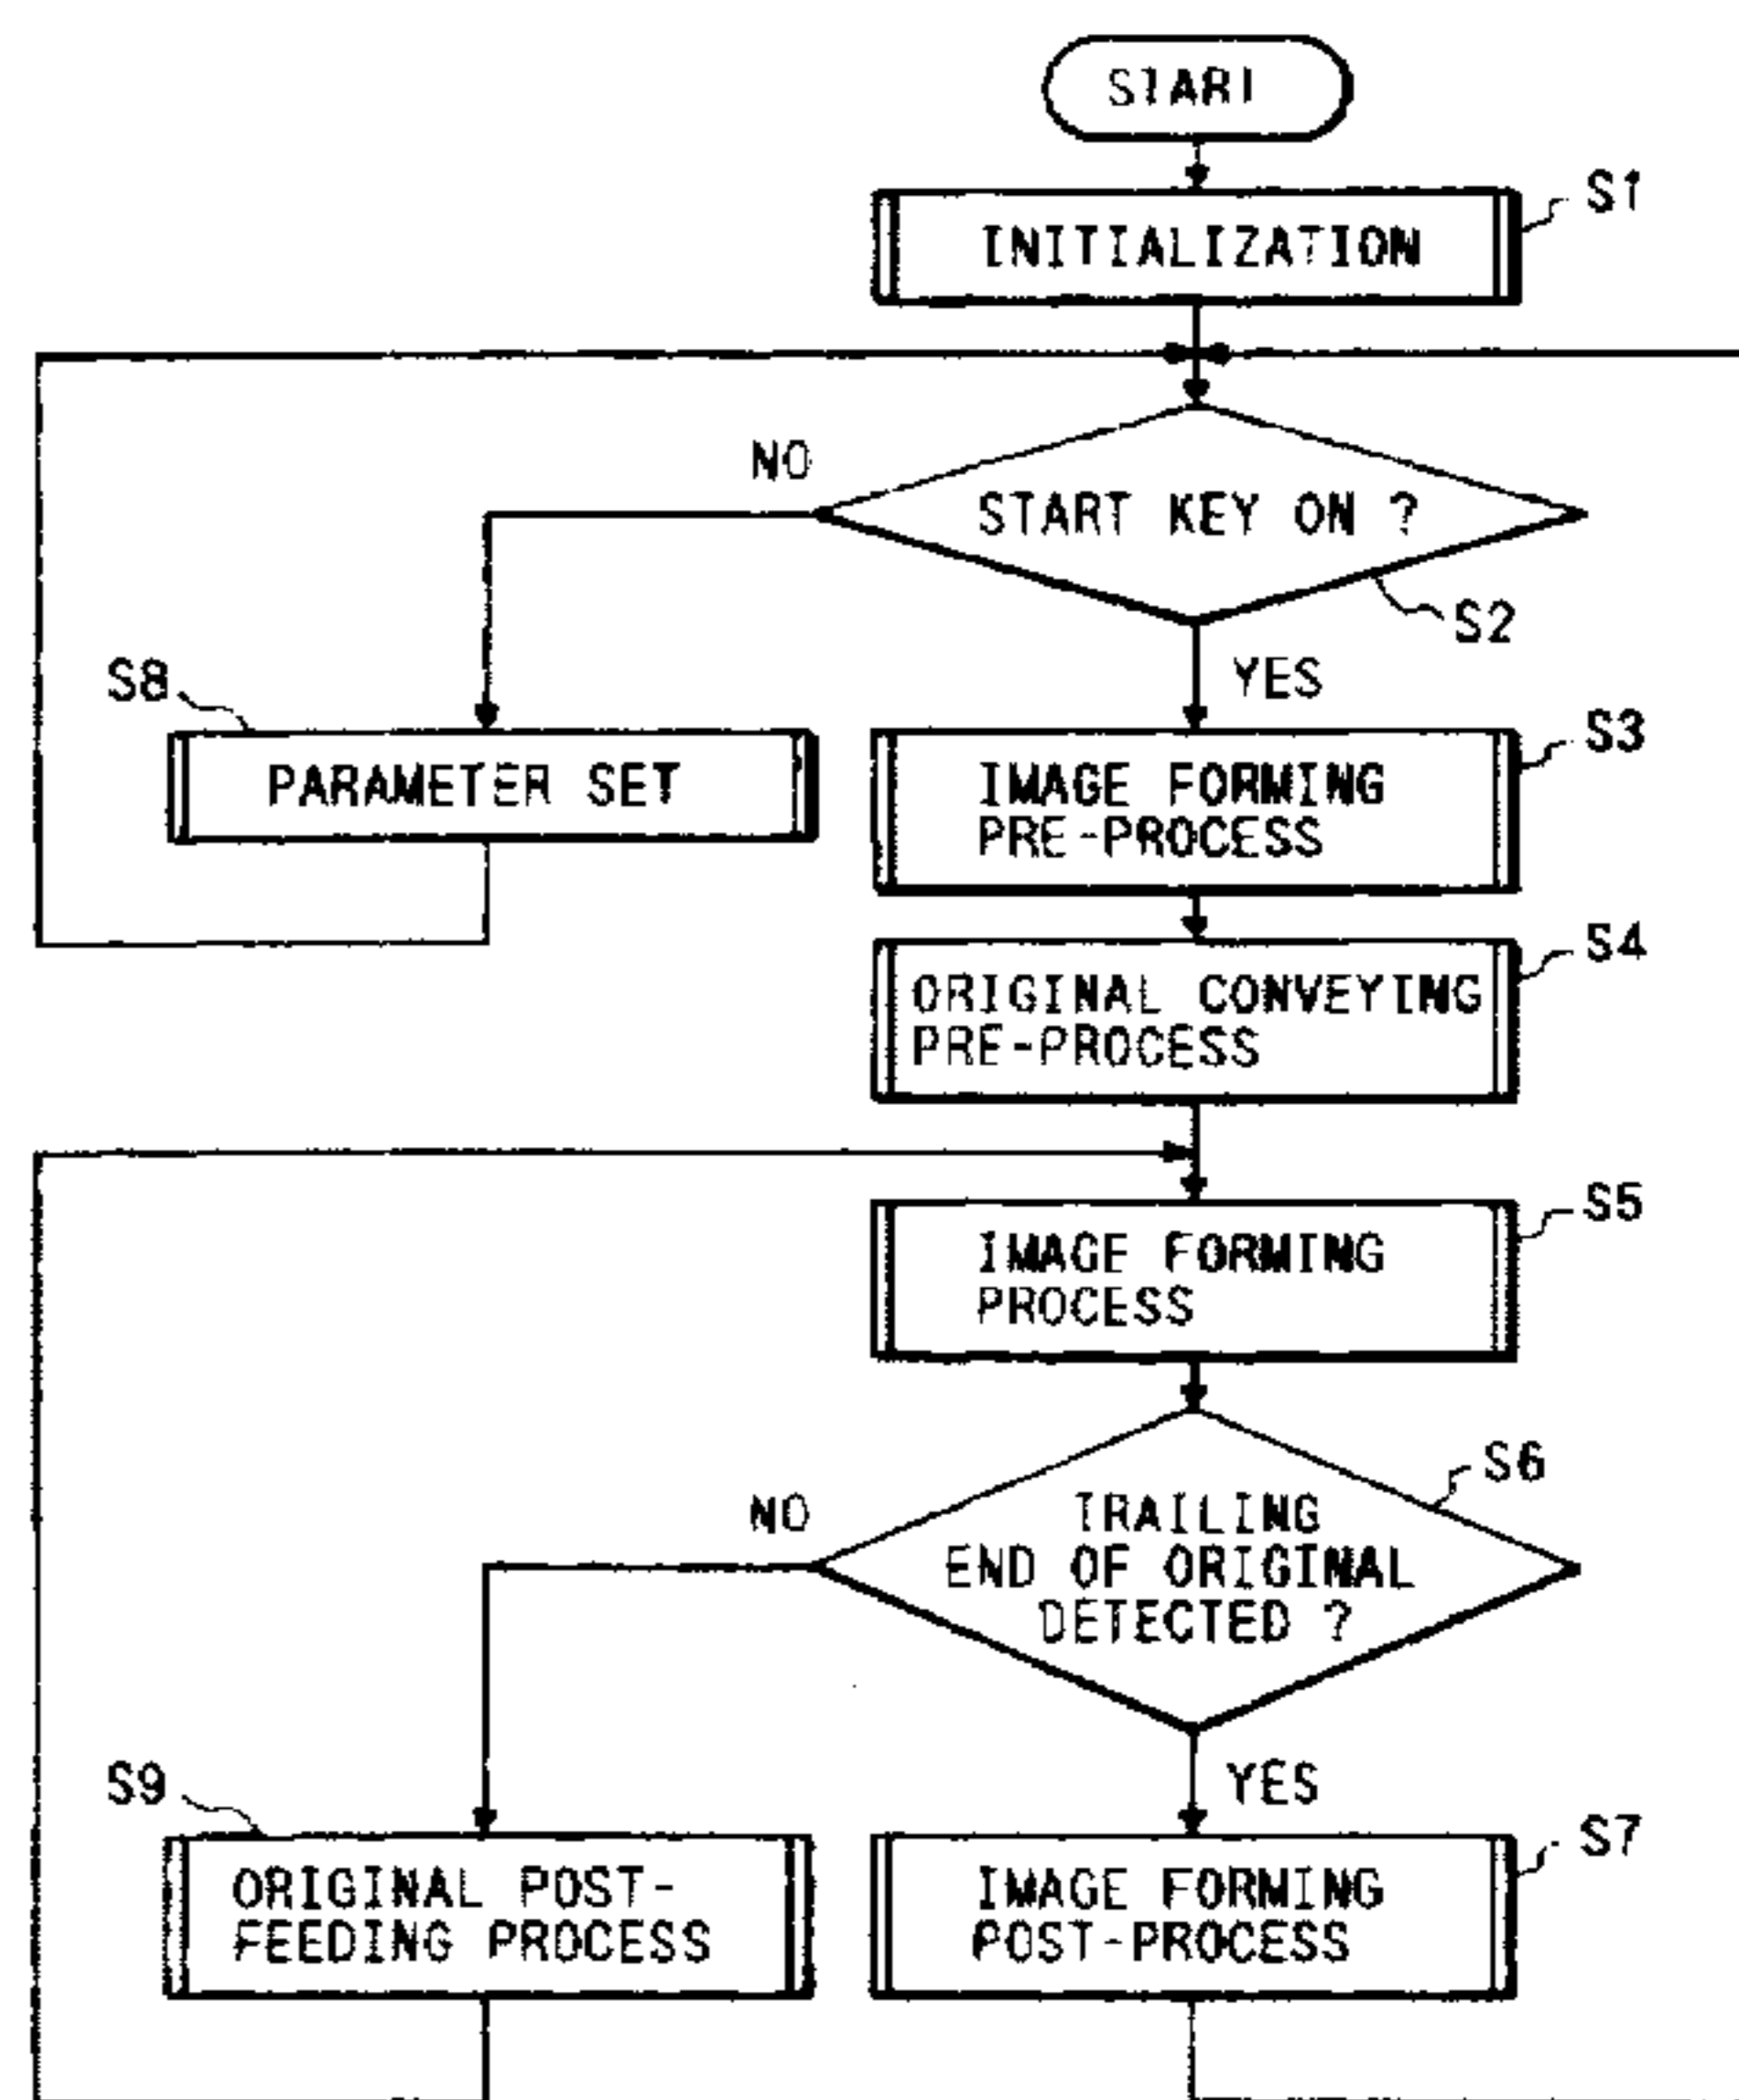 START
S1
INITIALIZATION
NO
START KEY ON ?
S2
YES
S8
PARAMETER SET
S3
IMAGE FORMING
PRE-PROCESS
S4
ORIGINAL CONVEYING
PRE-PROCESS
S5
IMAGE FORMING
PROCESS
S6
NO
TRAILING
END OF ORIGINAL
DETECTED ?
YES
S9
ORIGINAL POST-
FEEDING PROCESS
S7
IMAGE FORMING
POST-PROCESS